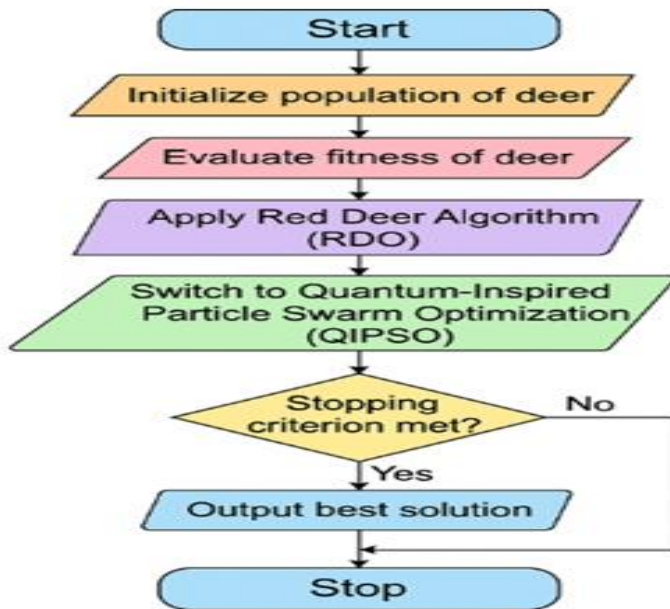 Start
Initialize population of deer
Evaluate fitness of deer
Apply Red Deer Algorithm
(RDO)
Switch to Quantum-Inspired
Particle Swarm Optimization
(QIPSO)
Stopping
criterion met?
No
Yes
Output best solution
Stop